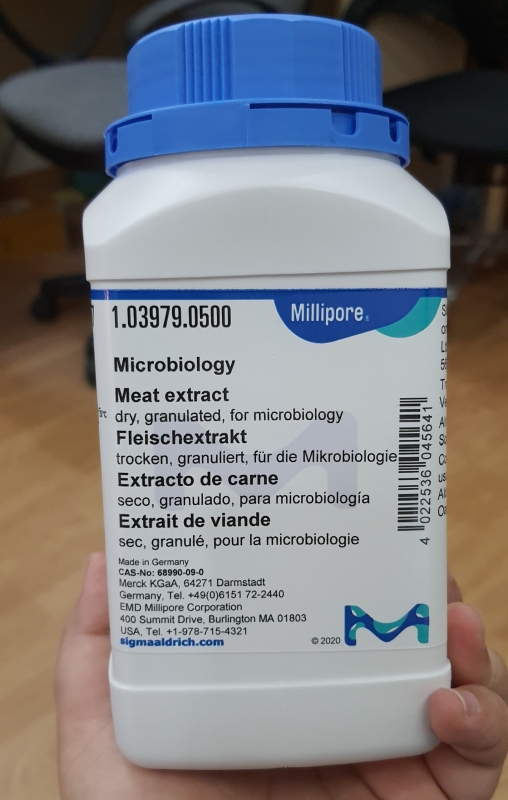 1.03979.0500
Millipore®
Microbiology
Meat extract
dry, granulated, for microbiology
Fleischextrakt
trocken, granuliert, für die Mikrobiologie
Extracto de carne
seco, granulado, para microbiología
Extrait de viande
sec, granulé, pour la microbiologie
Made in Germany
CAS-No: 68990-09-0
Merck KGaA, 64271 Darmstadt
Germany, Tel. +49(0)6151 72-2440
EMD Millipore Corporation
400 Summit Drive, Burlington MA 01803
USA, Tel. +1-978-715-4321
sigmaaldrich.com
© 2020
4 022536 045641